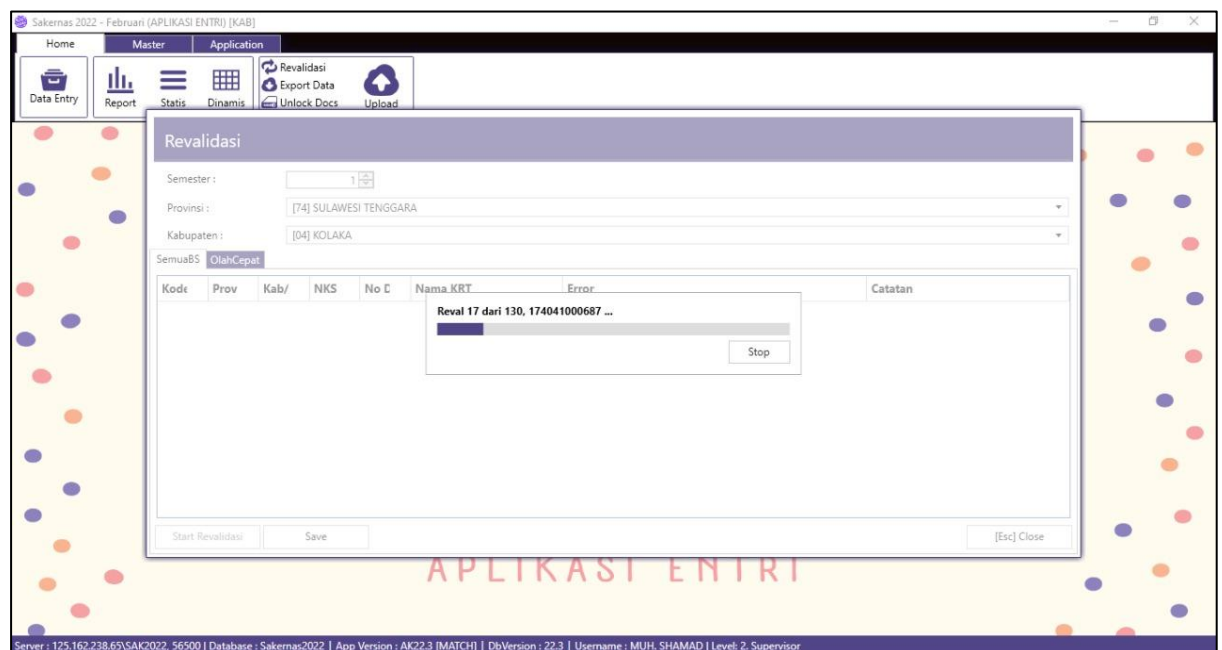 Sakernas 2022 - Februari (APLIKASI ENTRI) [KAB]
Home Master Application
Data Entry
Report
Statis
Dinamis
Revalidasi
Export Data
Unlock Docs
Upload
Revalidasi
Semester : 1
Provinsi : [74] SULAWESI TENGGARA
Kabupaten : [04] KOLAKA
SemuaBS OlahCepat
Kode Prov Kab/ NKS No D Nama KRT Error Catatan
Reval 17 dari 130, 174041000687 ...
Stop
Start Revalidasi Save [Esc] Close
APLIKASI ENTRI
Server : 125.162.238.65\SAK2022, 56500 | Database : Sakernas2022 | App Version : AK22.3 [MATCH] | DbVersion : 22.3 | Username : MUH. SHAMAD | Level: 2. Supervisor